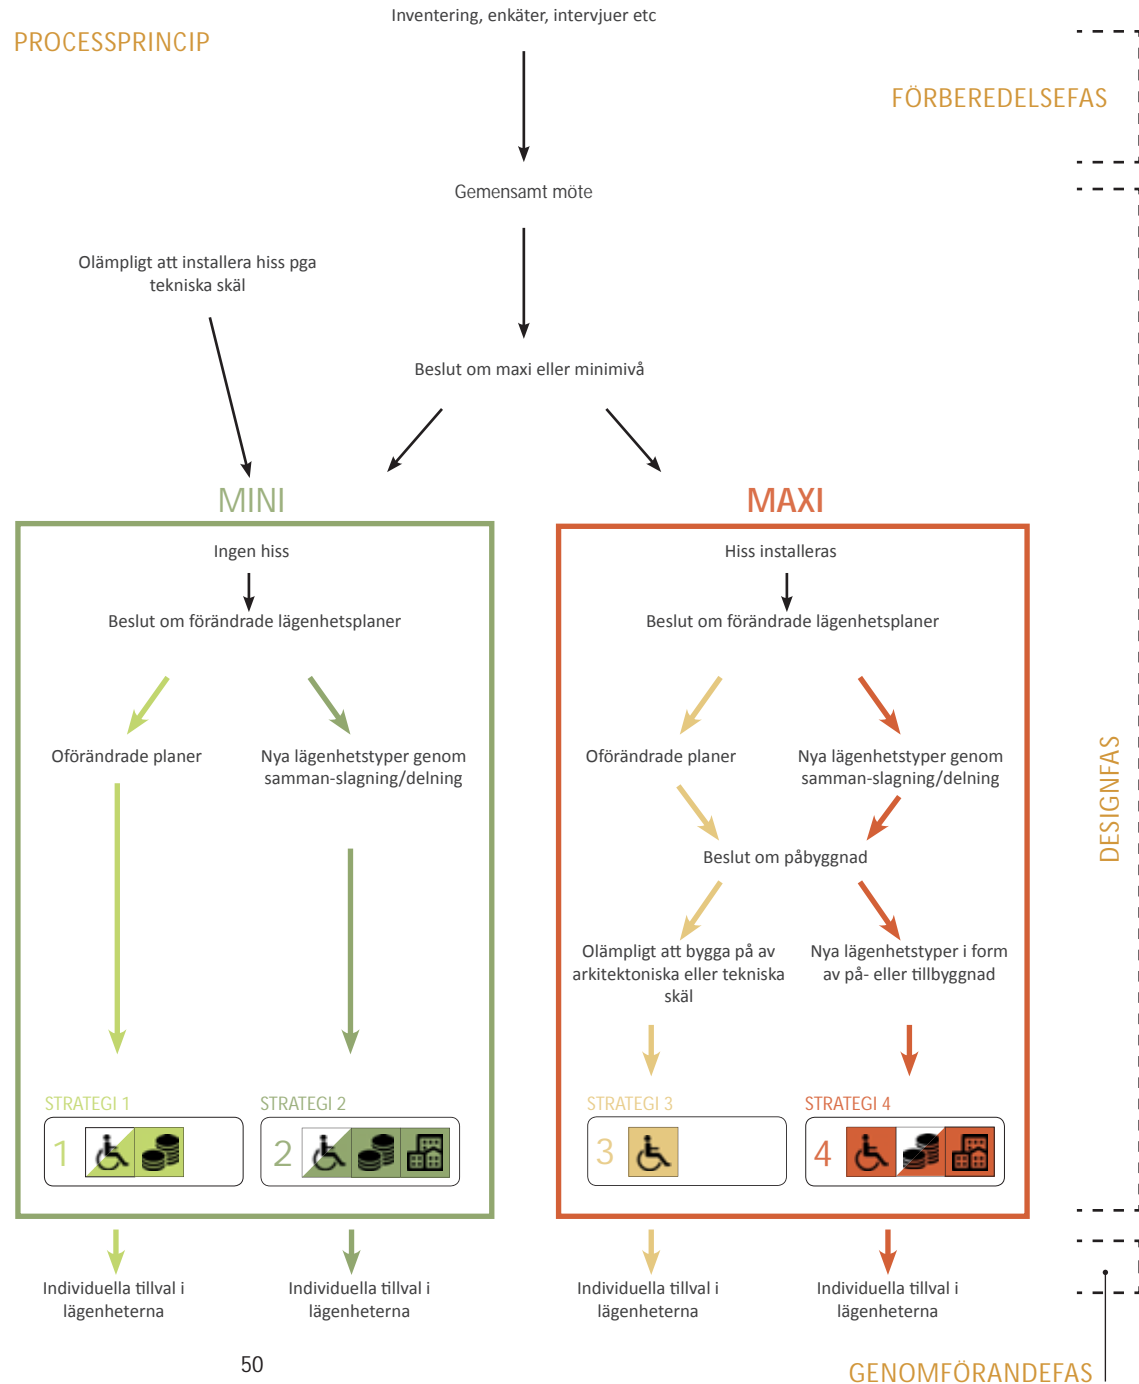 Inventering, enkäter, intervjuer etc
PROCESSPRINCIP
FÖRBEREDELSEFAS
Gemensamt möte
Olämpligt att installera hiss pga
tekniska skäl
Beslut om maxi eller minimivå
MINI
MAXI
Ingen hiss
Beslut om förändrade lägenhetsplaner
Oförändrade planer
Nya lägenhetstyper genom
samman-slagning/delning
STRATEGI 1
1
STRATEGI 2
2
Hiss installeras
Beslut om förändrade lägenhetsplaner
Oförändrade planer
Nya lägenhetstyper genom
samman-slagning/delning
Beslut om påbyggnad
Olämpligt att bygga på av
arkitektoniska eller tekniska
skäl
Nya lägenhetstyper i form
av på- eller tillbyggnad
STRATEGI 3
3
STRATEGI 4
4
DESIGNFAS
Individuella tillval i
lägenheterna
Individuella tillval i
lägenheterna
Individuella tillval i
lägenheterna
Individuella tillval i
lägenheterna
50
GENOMFÖRANDEFAS